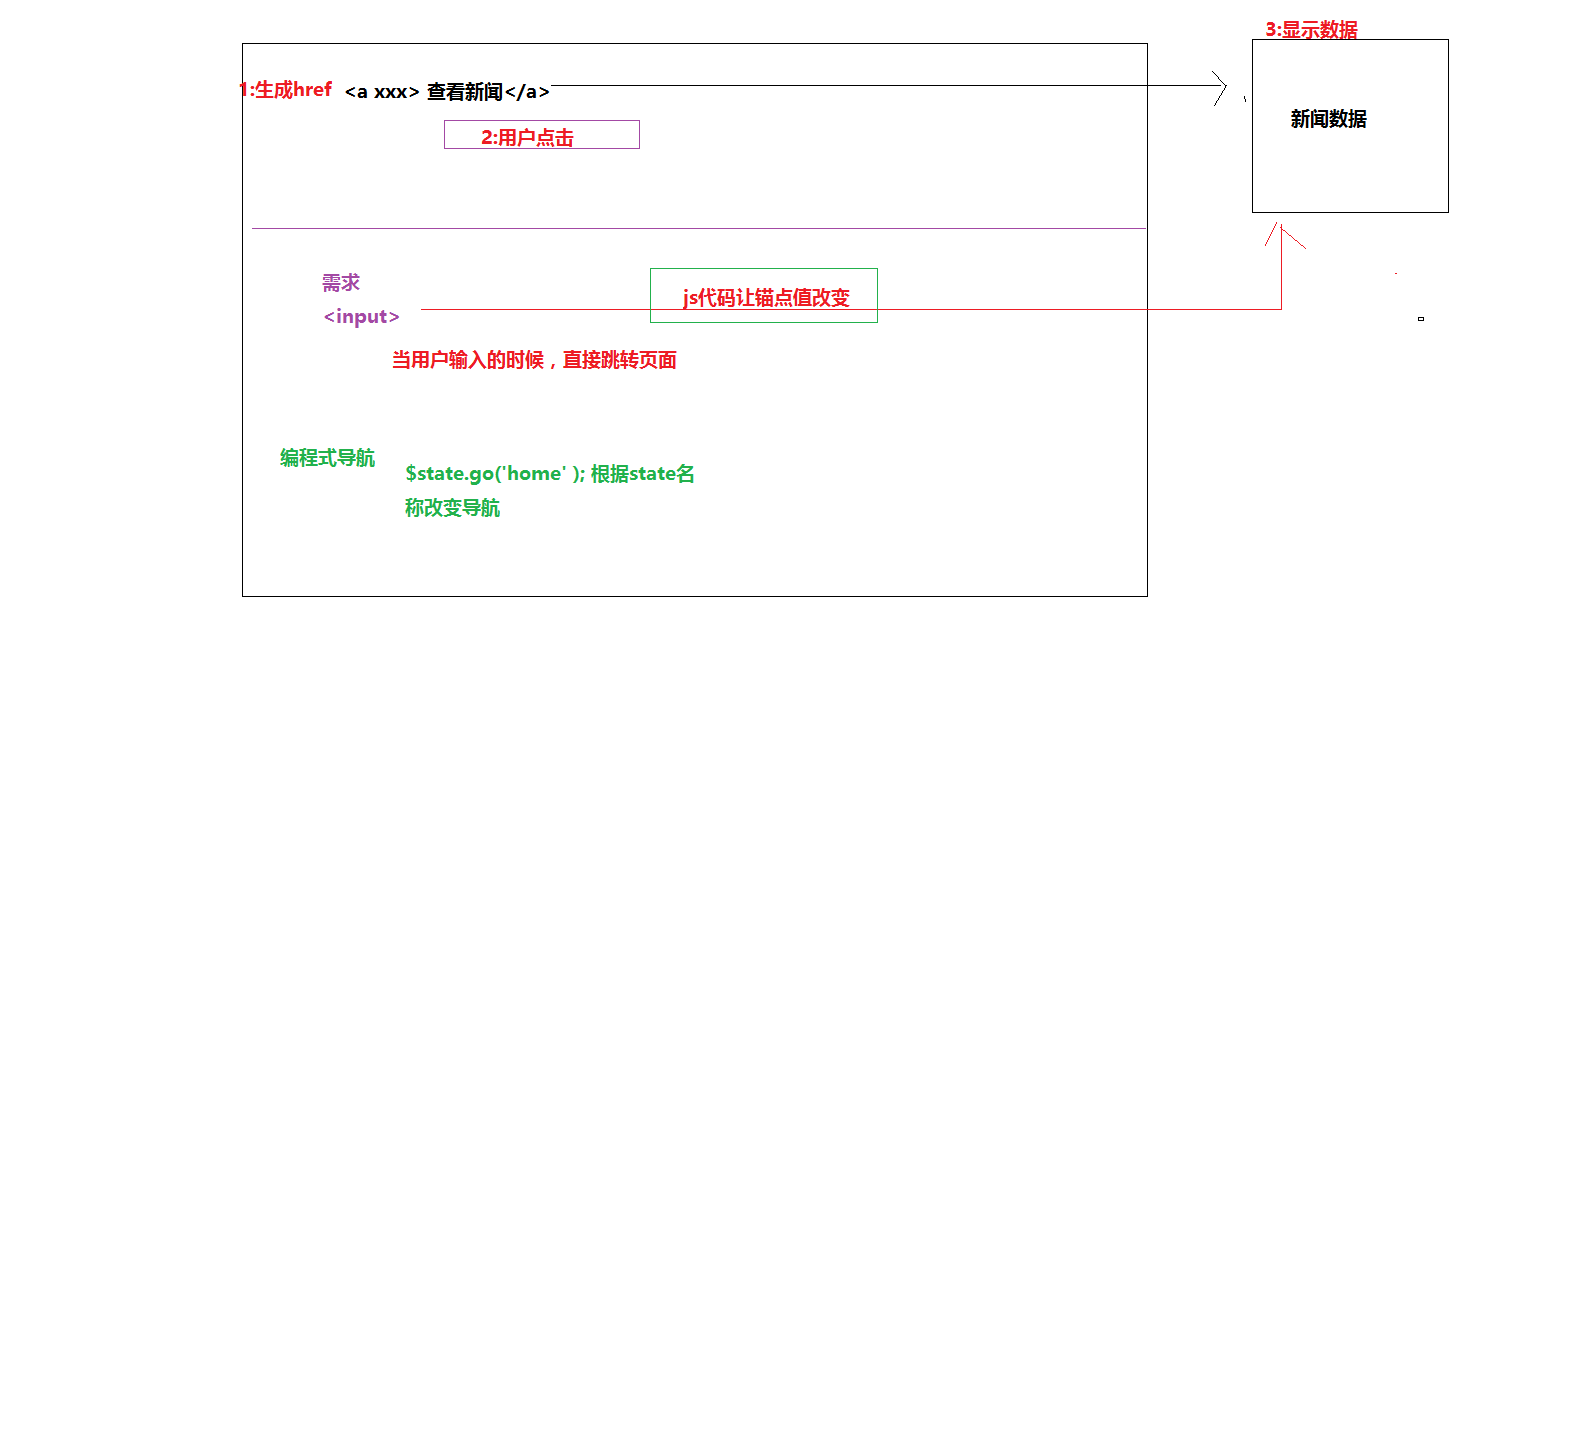 3:显示数据
1:生成href <a xxx> 查看新闻</a>
新闻数据
2:用户点击
需求
<input>
js代码让锚点值改变
当用户输入的时候，直接跳转页面
编程式导航
$state.go('home' ); 根据state名
称改变导航